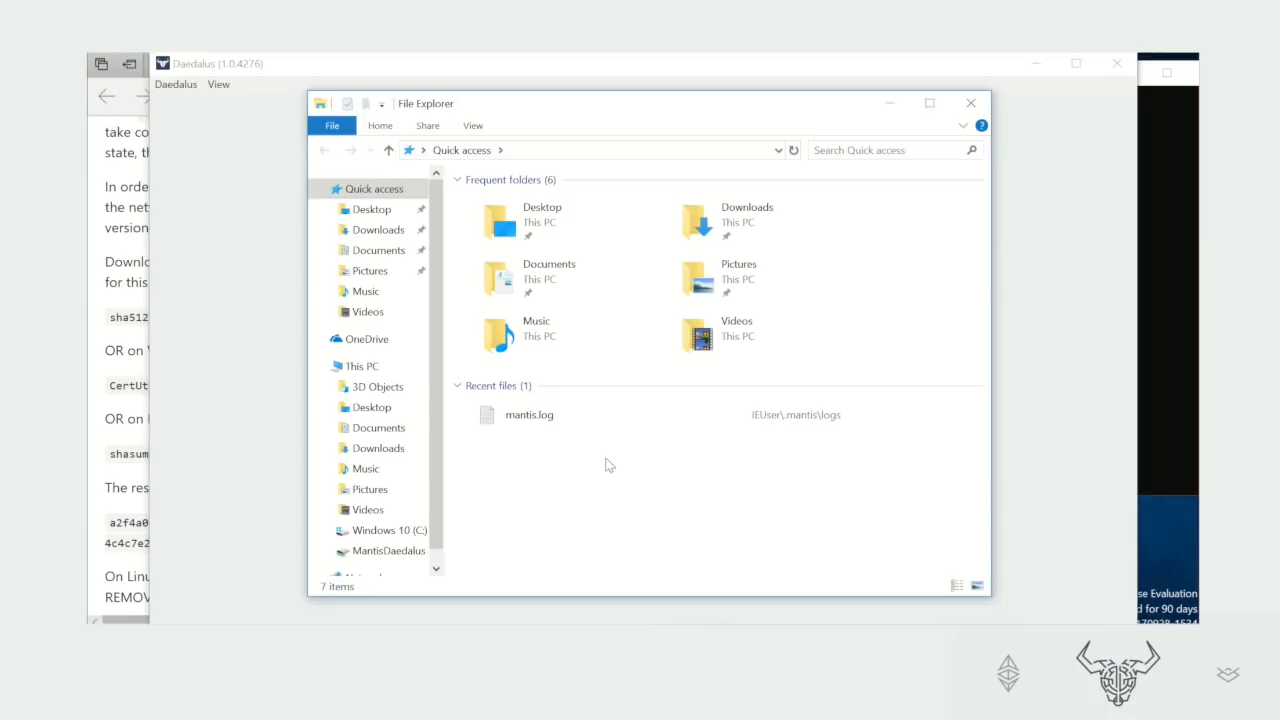 Daedalus (1.0.4276)
Daedalus View
File Explorer
File Home Share View
Quick access
Search Quick access
Quick access
Desktop
Downloads
Documents
Pictures
Music
Videos
OneDrive
This PC
3D Objects
Desktop
Documents
Downloads
Music
Pictures
Videos
Windows 10 (C:)
MantisDaedalus
Frequent folders (6)
Desktop
This PC
Downloads
This PC
Documents
This PC
Pictures
This PC
Music
This PC
Videos
This PC
Recent files (1)
mantis.log IEUser\.mantis\logs
7 items
take co
state, th
In orde
the net
version
Downlo
for this
sha512
OR on
CertUt
OR on
shasum
The res
a2f4a0
4c4c7e2
On Linu
REMOV
se Evaluation
d for 90 days